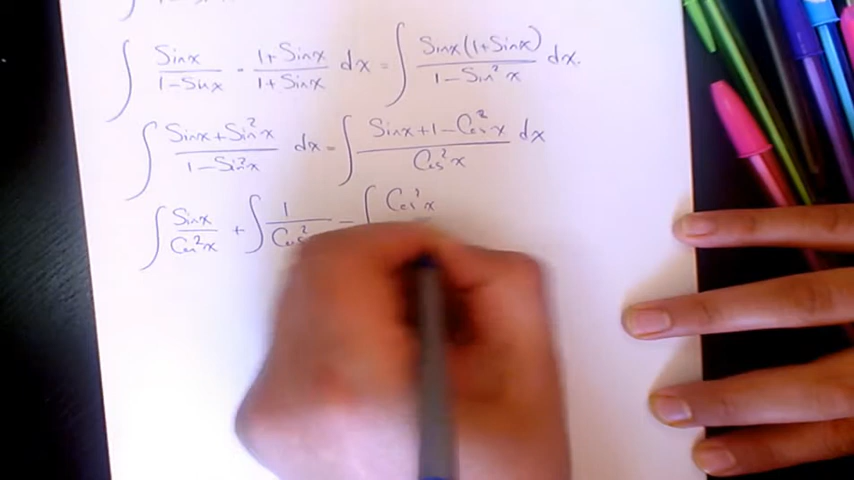 ∫ Sinx/(1-Sinx) · (1+Sinx)/(1+Sinx) dx = ∫ Sinx(1+Sinx)/(1-Sin²x) dx.
∫ (Sinx+Sin²x)/(1-Sin²x) dx = ∫ (Sinx+1-Cos²x)/(Cos²x) dx
∫ Sinx/(Cos²x) + ∫ 1/(Cos²) - ∫ Cos²x